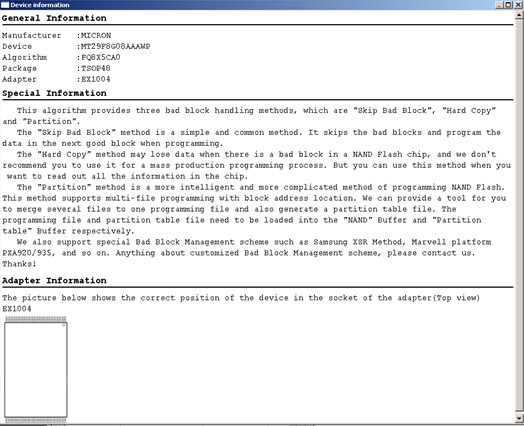 Device information
General Information
Manufacturer :MICRON
Device :MT29F8G08AAAWP
Algorithm :FQ8X5CA0
Package :TSOP48
Adapter :EX1004
Special Information
This algorithm provides three bad block handling methods, which are "Skip Bad Block", "Hard Copy"
and "Partition".
The "Skip Bad Block" method is a simple and common method. It skips the bad blocks and program the
data in the next good block when programming.
The "Hard Copy" method may lose data when there is a bad block in a NAND Flash chip, and we don't
recommend you to use it for a mass production programming process. But you can use this method when you
want to read out all the information in the chip.
The "Partition" method is a more intelligent and more complicated method of programming NAND Flash.
This method supports multi-file programming with block address location. We can provide a tool for you
to merge several files to one programming file and also generate a partition table file. The
programming file and partition table file need to be loaded into the "NAND" Buffer and "Partition
table" Buffer respectively.
We also support special Bad Block Management scheme such as Samsung XSR Method, Marvell platform
PXA920/935, and so on. Anything about customized Bad Block Management scheme, please contact us.
Thanks!
Adapter Information
The picture below shows the correct position of the device in the socket of the adapter(Top view)
EX1004